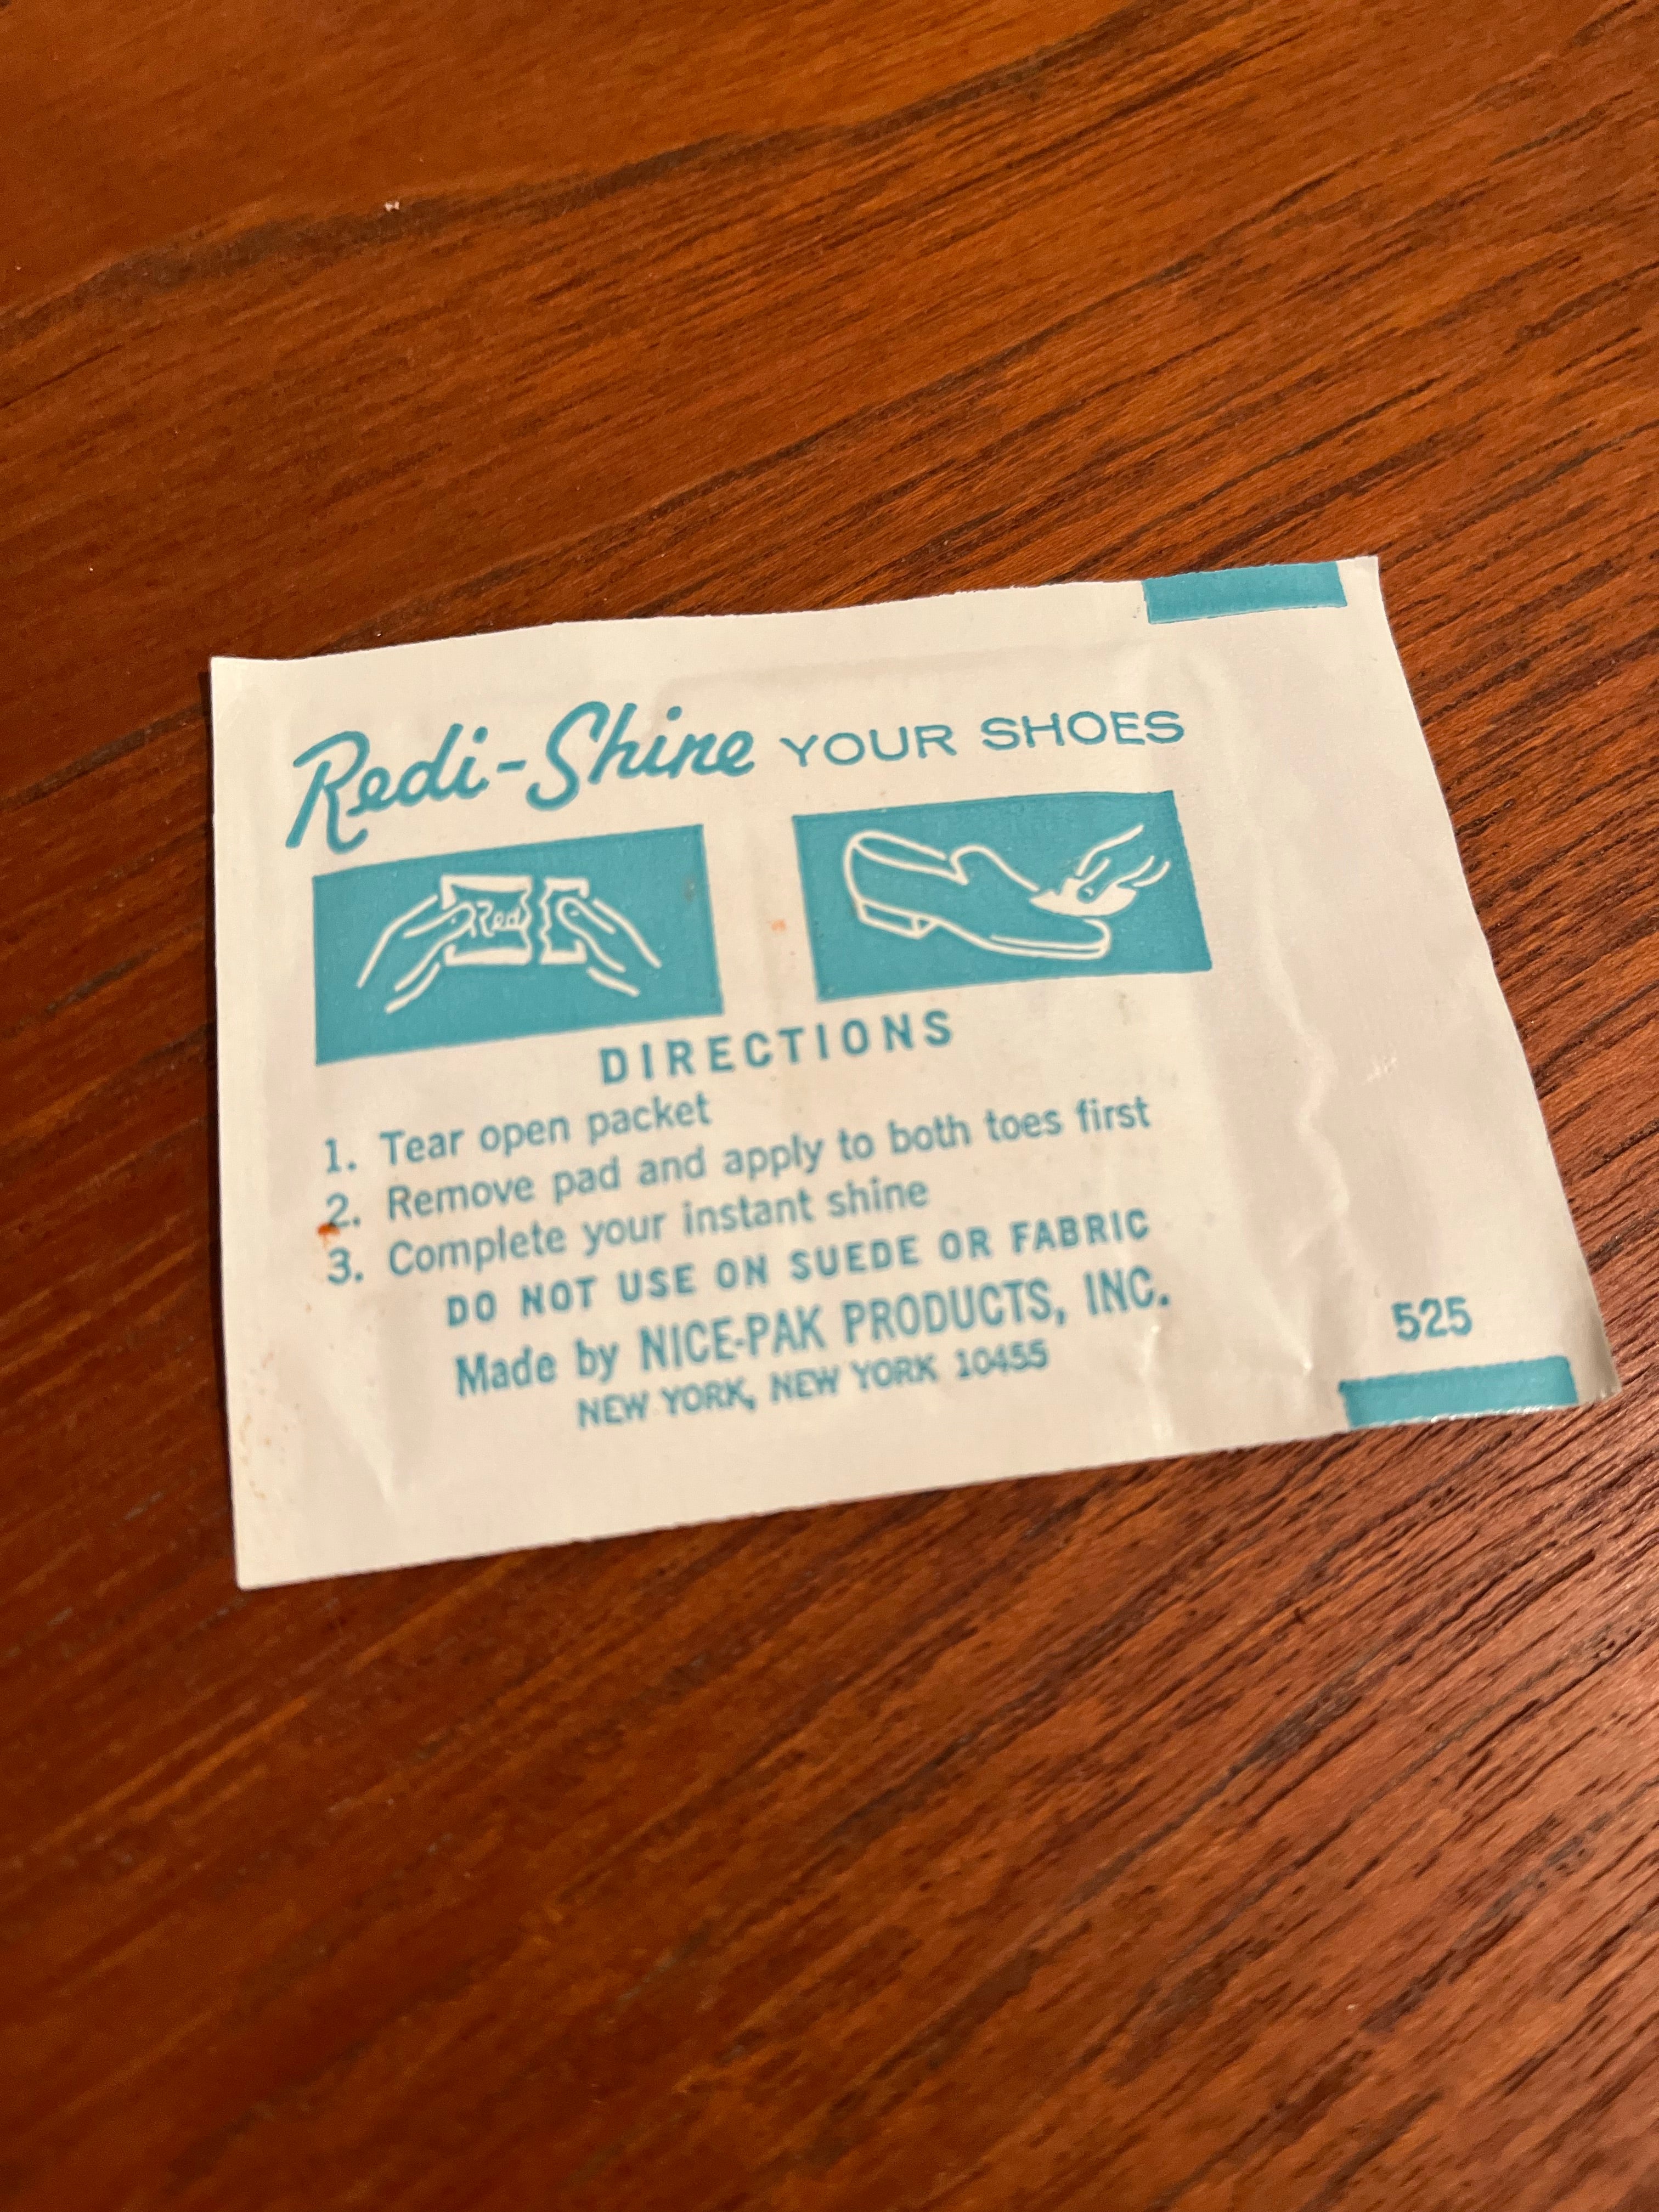 Redi-Shine YOUR SHOES
Red
DIRECTIONS
1. Tear open packet
2. Remove pad and apply to both toes first
3. Complete your instant shine
DO NOT USE ON SUEDE OR FABRIC
Made by NICE-PAK PRODUCTS, INC.
NEW YORK, NEW YORK 10455
525